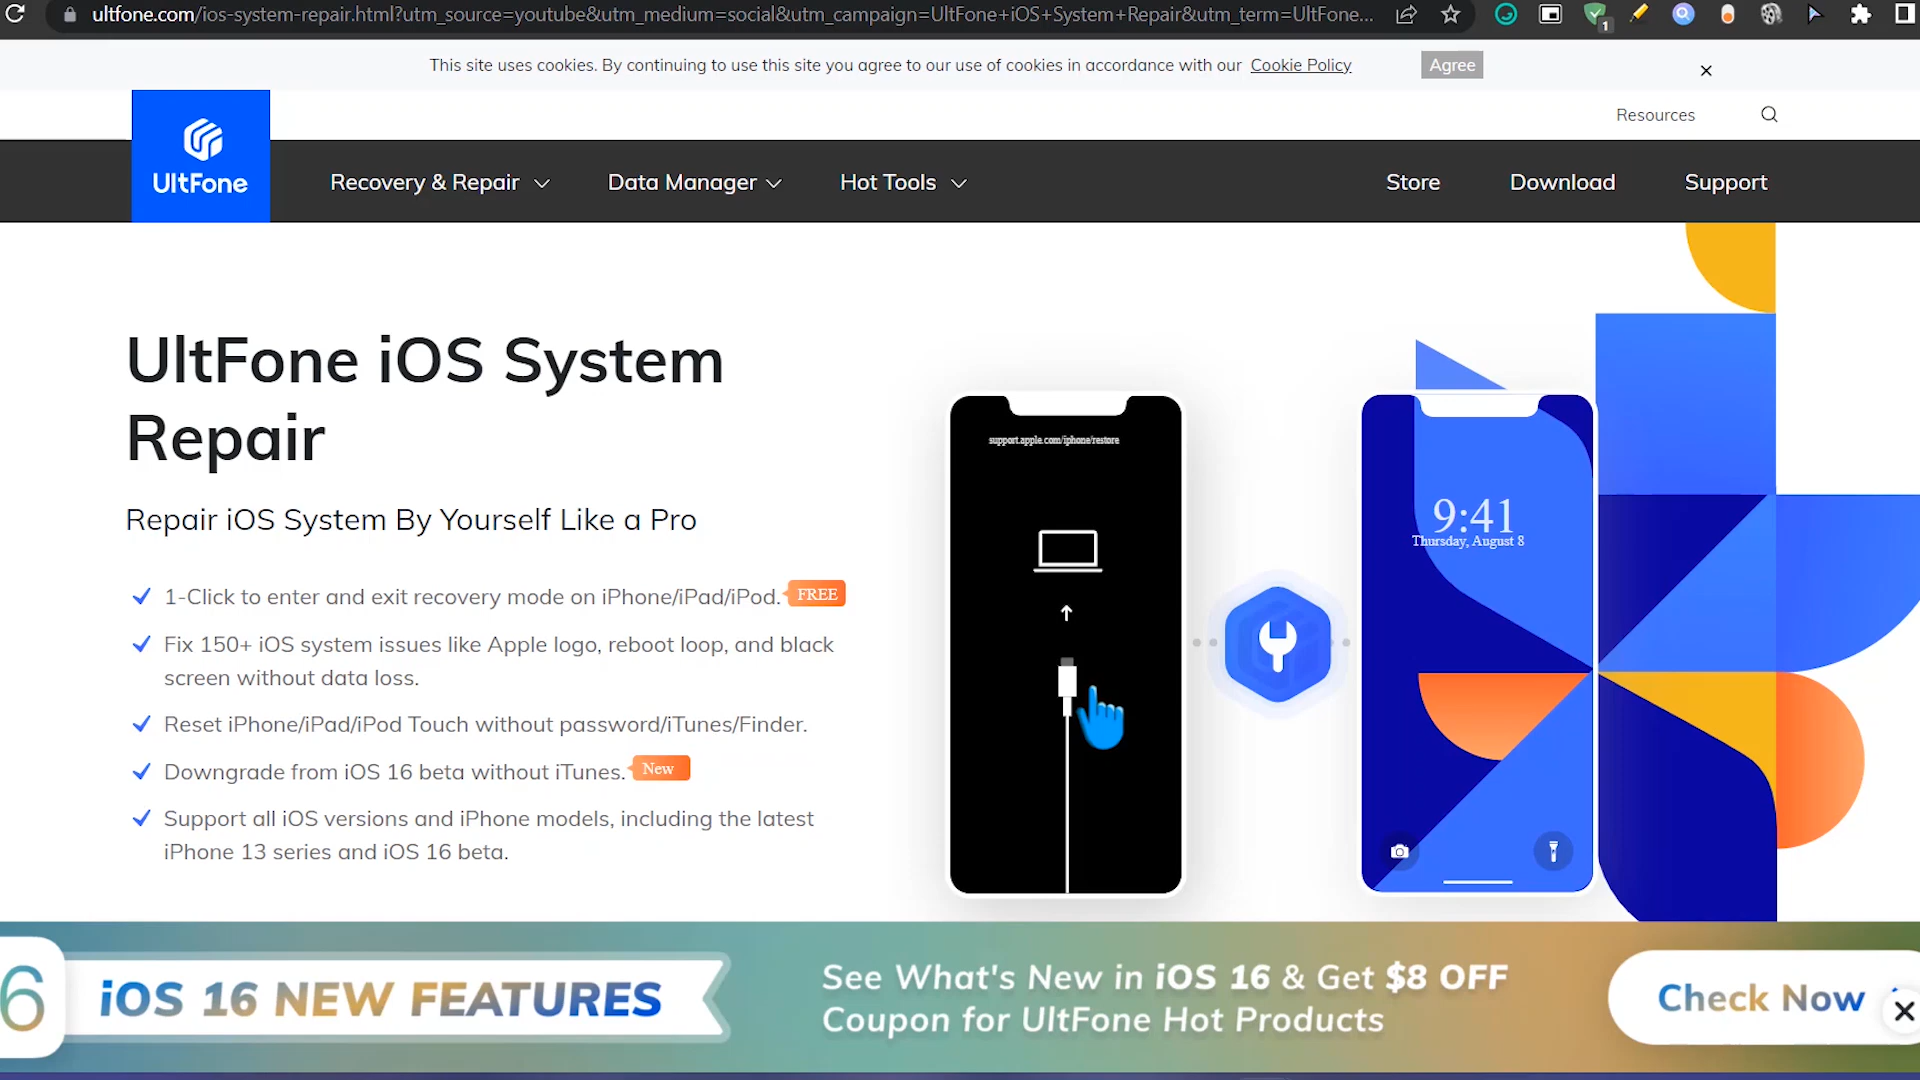 ultfone.com/ios-system-repair.html?utm_source=youtube&utm_medium=social&utm_campaign=UltFone+iOS+System+Repair&utm_term=UltFone...
1
This site uses cookies. By continuing to use this site you agree to our use of cookies in accordance with our Cookie Policy
Agree
Resources
UltFone
Recovery & Repair
Data Manager
Hot Tools
Store
Download
Support
UltFone iOS System
Repair
Repair iOS System By Yourself Like a Pro
1-Click to enter and exit recovery mode on iPhone/iPad/iPod. FREE
Fix 150+ iOS system issues like Apple logo, reboot loop, and black
screen without data loss.
Reset iPhone/iPad/iPod Touch without password/iTunes/Finder.
Downgrade from iOS 16 beta without iTunes. New
Support all iOS versions and iPhone models, including the latest
iPhone 13 series and iOS 16 beta.
support.apple.com/iphone/restore
9:41
Thursday, August 8
6
iOS 16 NEW FEATURES
See What's New in iOS 16 & Get $8 OFF
Coupon for UltFone Hot Products
Check Now